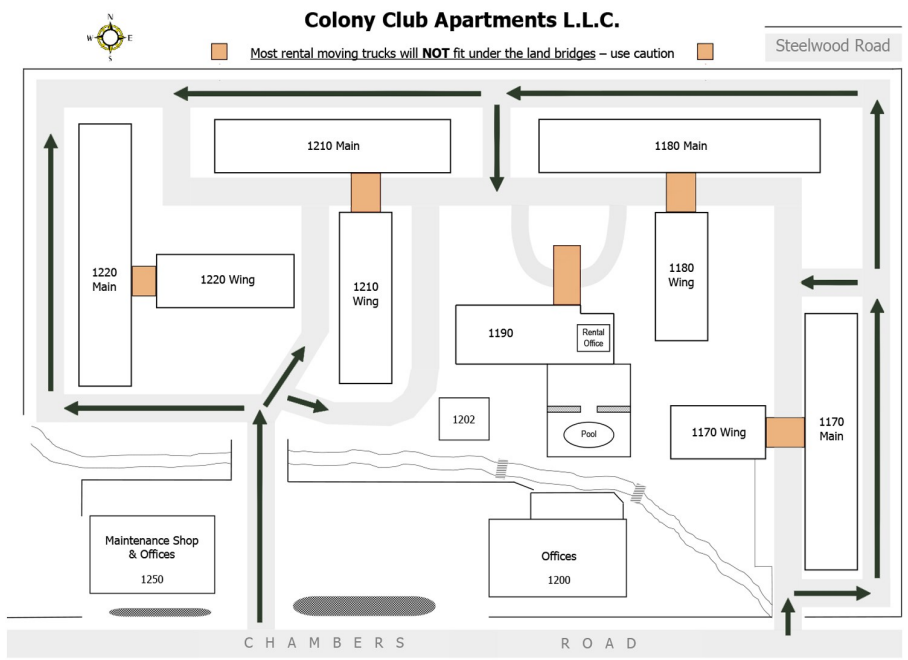 Colony Club Apartments L.L.C.
N
W E
S
Most rental moving trucks will NOT fit under the land bridges – use caution
Steelwood Road
1210 Main
1180 Main
1220
Main
1220 Wing
1210
Wing
1180
Wing
1190
Rental
Office
1202
Pool
1170 Wing
1170
Main
Maintenance Shop
& Offices
1250
Offices
1200
CHAMBERS ROAD